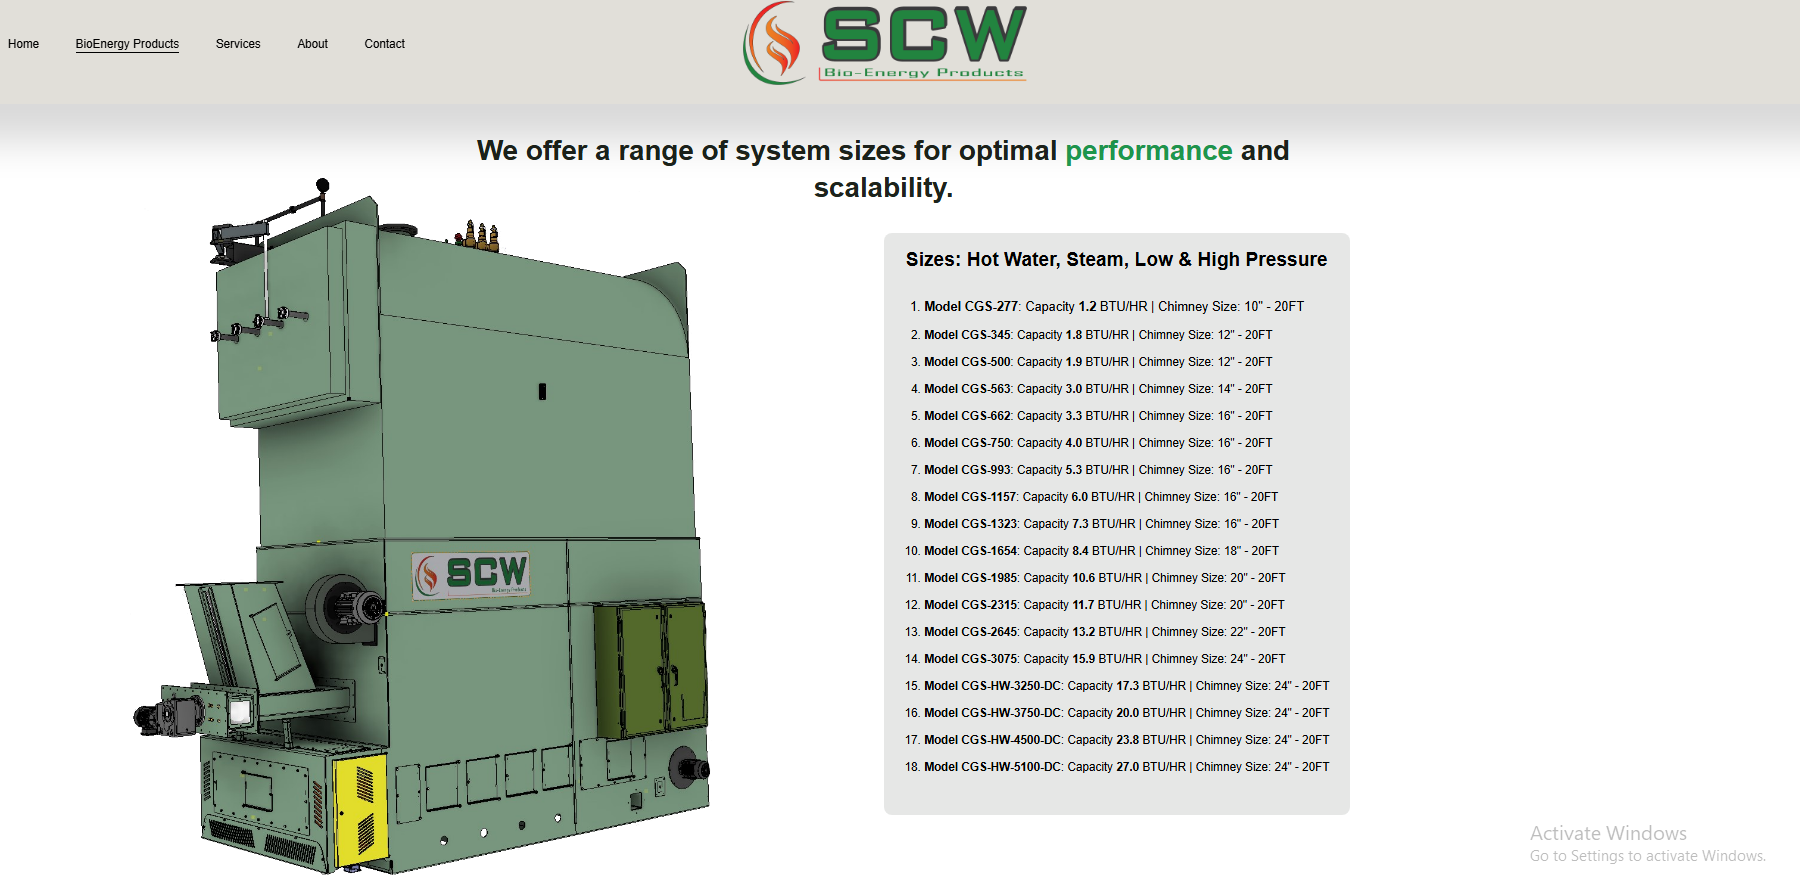 Home
BioEnergy Products
Services
About
Contact
SCW
Bio-Energy Products
We offer a range of system sizes for optimal performance and
scalability.
SCW
Bio-Energy Products
Sizes: Hot Water, Steam, Low & High Pressure
1. Model CGS-277: Capacity 1.2 BTU/HR | Chimney Size: 10" - 20FT
2. Model CGS-345: Capacity 1.8 BTU/HR | Chimney Size: 12" - 20FT
3. Model CGS-500: Capacity 1.9 BTU/HR | Chimney Size: 12" - 20FT
4. Model CGS-563: Capacity 3.0 BTU/HR | Chimney Size: 14" - 20FT
5. Model CGS-662: Capacity 3.3 BTU/HR | Chimney Size: 16" - 20FT
6. Model CGS-750: Capacity 4.0 BTU/HR | Chimney Size: 16" - 20FT
7. Model CGS-993: Capacity 5.3 BTU/HR | Chimney Size: 16" - 20FT
8. Model CGS-1157: Capacity 6.0 BTU/HR | Chimney Size: 16" - 20FT
9. Model CGS-1323: Capacity 7.3 BTU/HR | Chimney Size: 16" - 20FT
10. Model CGS-1654: Capacity 8.4 BTU/HR | Chimney Size: 18" - 20FT
11. Model CGS-1985: Capacity 10.6 BTU/HR | Chimney Size: 20" - 20FT
12. Model CGS-2315: Capacity 11.7 BTU/HR | Chimney Size: 20" - 20FT
13. Model CGS-2645: Capacity 13.2 BTU/HR | Chimney Size: 22" - 20FT
14. Model CGS-3075: Capacity 15.9 BTU/HR | Chimney Size: 24" - 20FT
15. Model CGS-HW-3250-DC: Capacity 17.3 BTU/HR | Chimney Size: 24" - 20FT
16. Model CGS-HW-3750-DC: Capacity 20.0 BTU/HR | Chimney Size: 24" - 20FT
17. Model CGS-HW-4500-DC: Capacity 23.8 BTU/HR | Chimney Size: 24" - 20FT
18. Model CGS-HW-5100-DC: Capacity 27.0 BTU/HR | Chimney Size: 24" - 20FT
Activate Windows
Go to Settings to activate Windows.